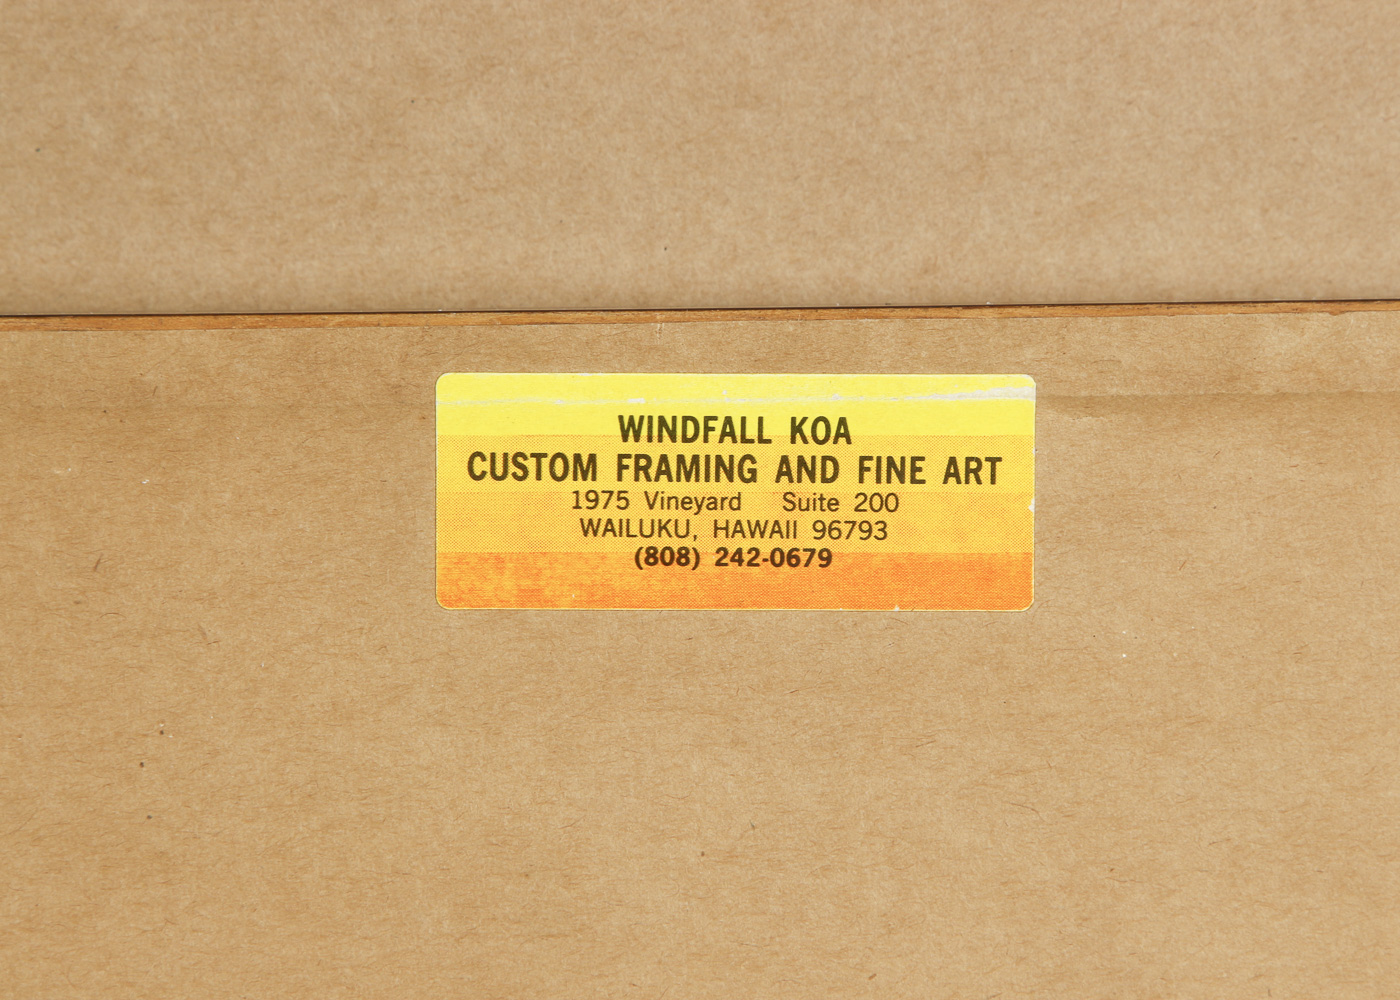 WINDFALL KOA
CUSTOM FRAMING AND FINE ART
1975 Vineyard Suite 200
WAILUKU, HAWAII 96793
(808) 242-0679